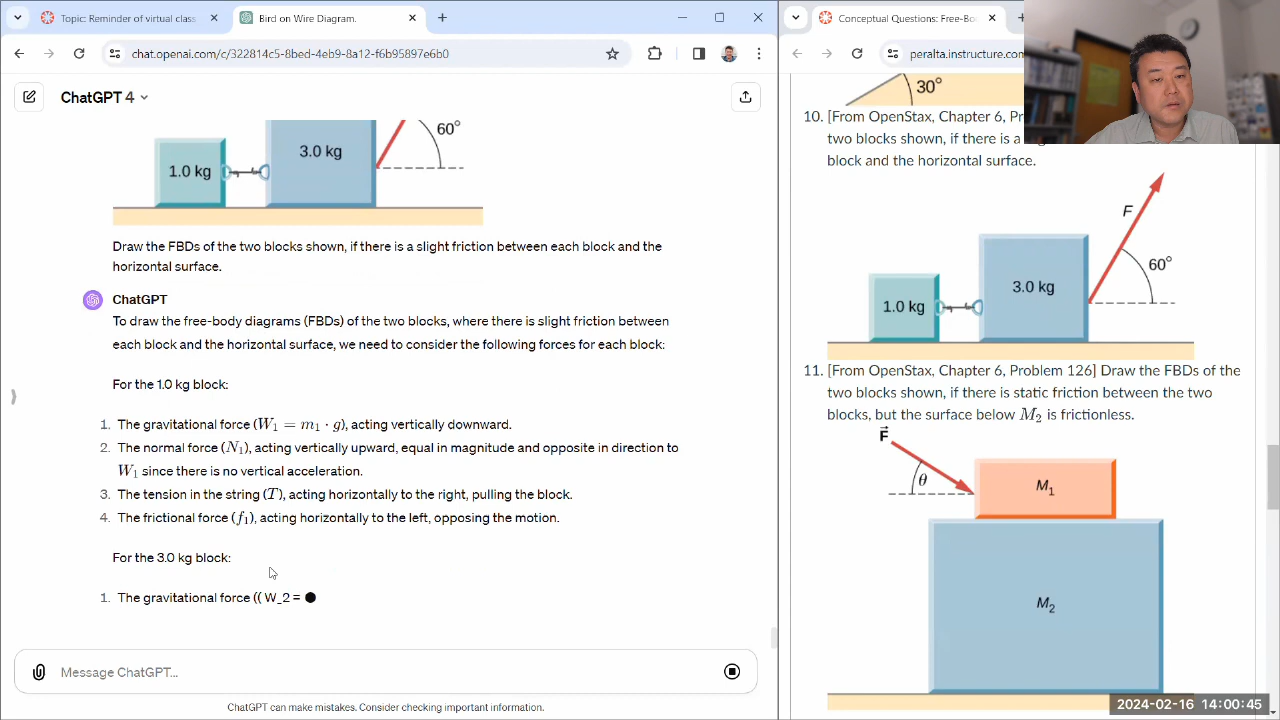 Topic: Reminder of virtual class
Bird on Wire Diagram.
Conceptual Questions: Free-Bo
chat.openai.com/c/322814c5-8bed-4eb9-8a12-f6b95897e6b0
peralta.instructure.com
ChatGPT 4
60°
3.0 kg
1.0 kg
Draw the FBDs of the two blocks shown, if there is a slight friction between each block and the
horizontal surface.
ChatGPT
To draw the free-body diagrams (FBDs) of the two blocks, where there is slight friction between
each block and the horizontal surface, we need to consider the following forces for each block:
For the 1.0 kg block:
1. The gravitational force (W₁ = m₁ · g), acting vertically downward.
2. The normal force (N₁), acting vertically upward, equal in magnitude and opposite in direction to
W₁ since there is no vertical acceleration.
3. The tension in the string (T), acting horizontally to the right, pulling the block.
4. The frictional force (f₁), acting horizontally to the left, opposing the motion.
For the 3.0 kg block:
1. The gravitational force (( W_2 =
Message ChatGPT...
ChatGPT can make mistakes. Consider checking important information.
30°
10. [From OpenStax, Chapter 6,
two blocks shown, if there is a
block and the horizontal surface.
F
60°
3.0 kg
1.0 kg
11. [From OpenStax, Chapter 6, Problem 126] Draw the FBDs of the
two blocks shown, if there is static friction between the two
blocks, but the surface below M₂ is frictionless.
F
θ
M₁
M₂
2024-02-16 14:00:45